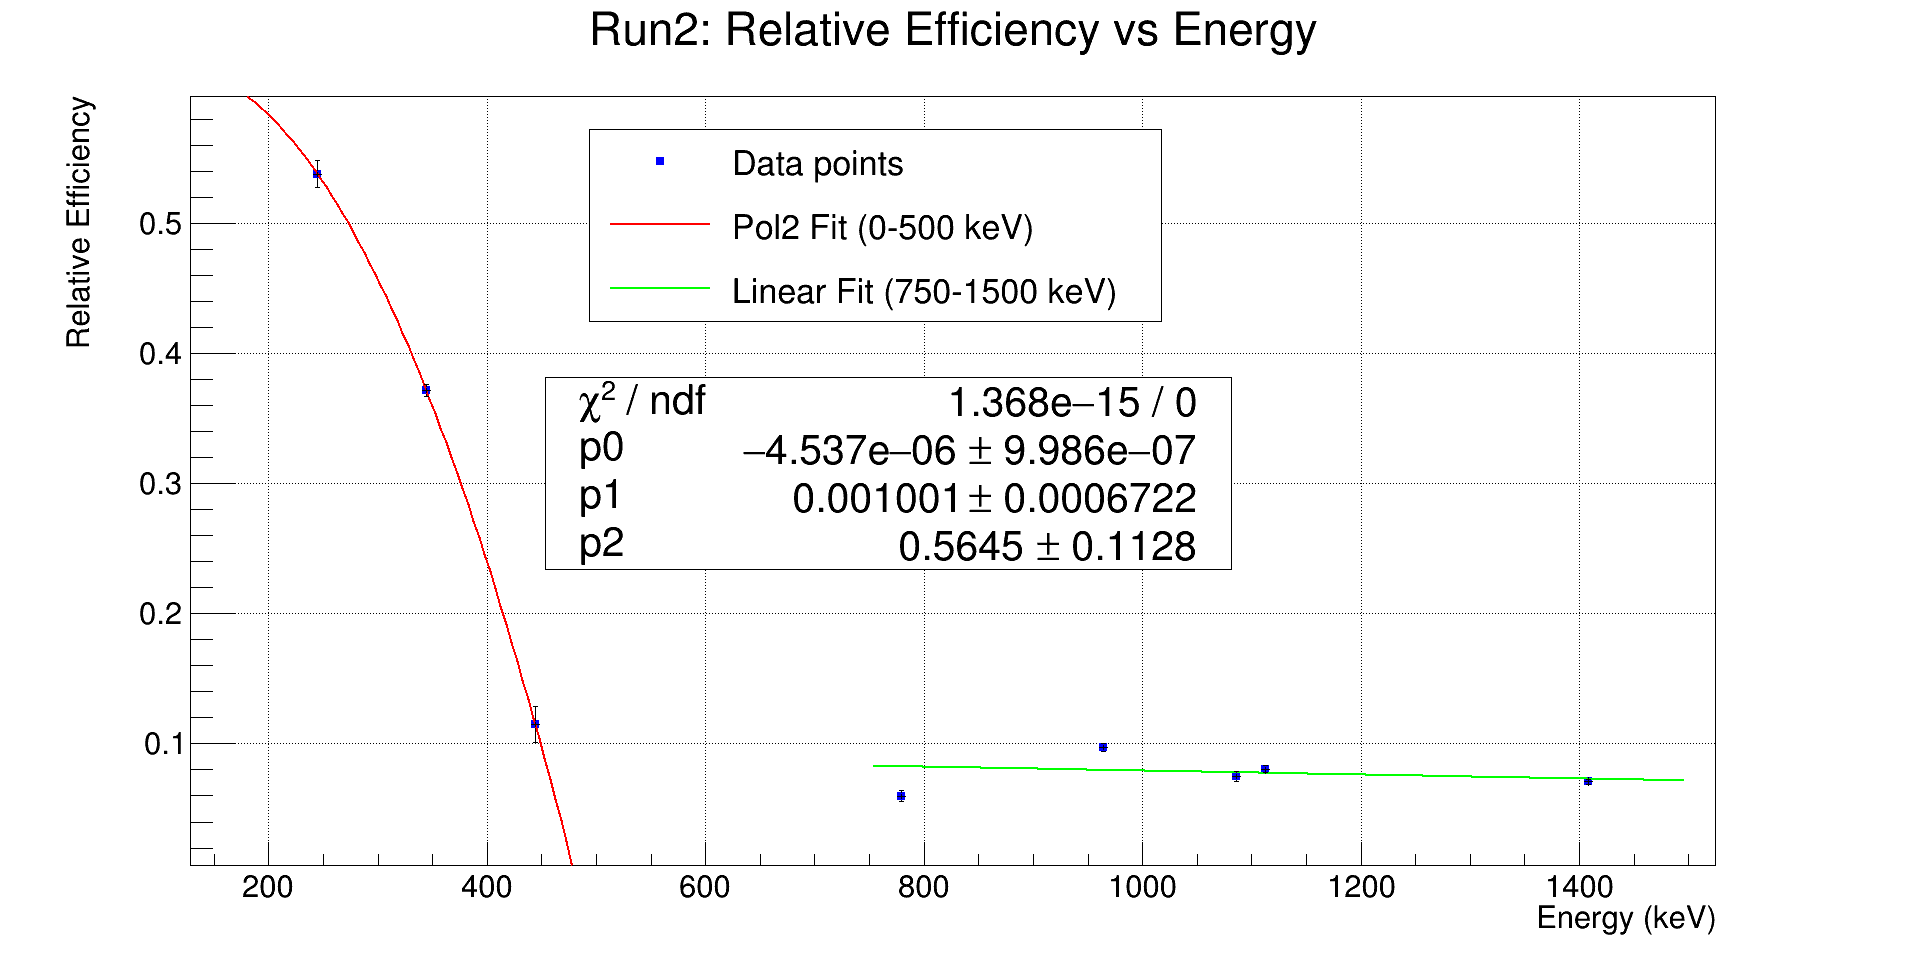 Run2: Relative Efficiency vs Energy
Relative Efficiency
Data points
Pol2 Fit (0-500 keV)
Linear Fit (750-1500 keV)
χ² / ndf 1.368e−15 / 0
p0 −4.537e−06 ± 9.986e−07
p1 0.001001 ± 0.0006722
p2 0.5645 ± 0.1128
0.5
0.4
0.3
0.2
0.1
200 400 600 800 1000 1200 1400
Energy (keV)